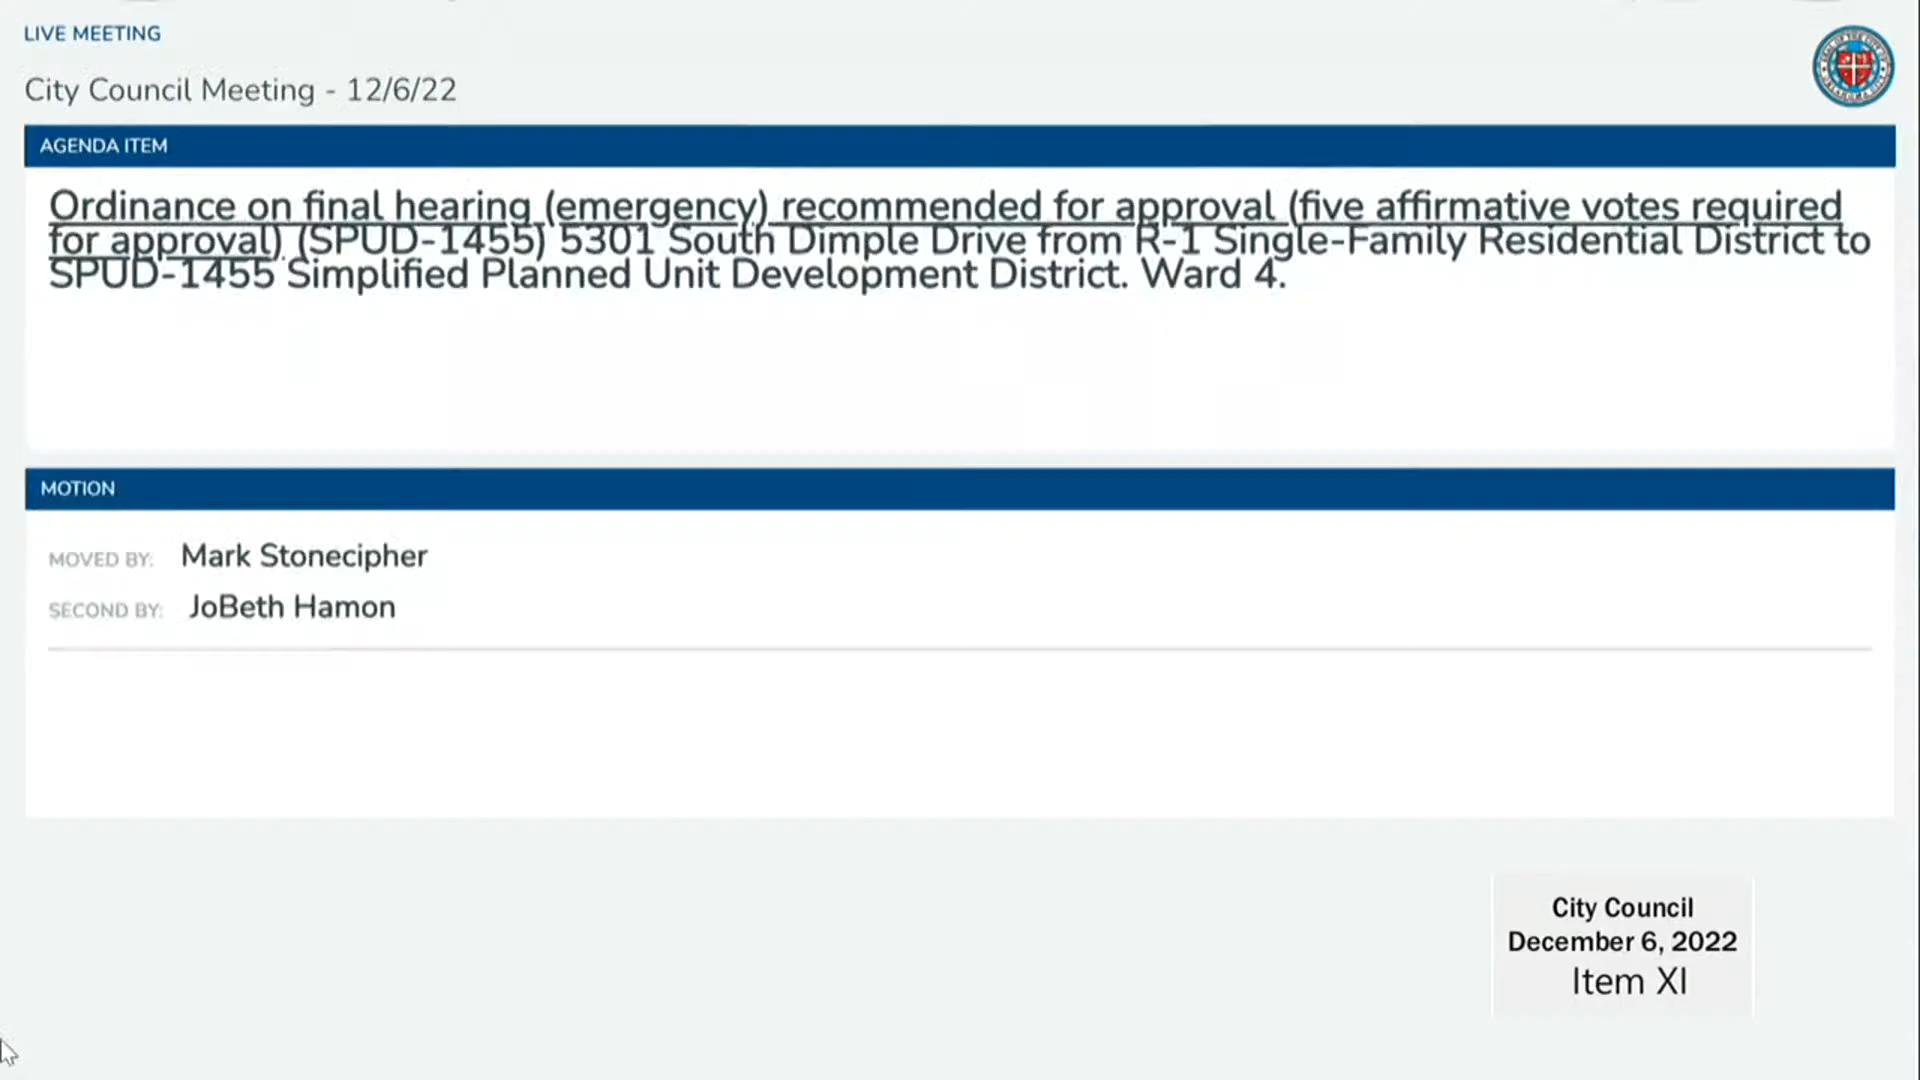 LIVE MEETING
City Council Meeting - 12/6/22
AGENDA ITEM
Ordinance on final hearing (emergency) recommended for approval (five affirmative votes required
for approval) (SPUD-1455) 5301 South Dimple Drive from R-1 Single-Family Residential District to
SPUD-1455 Simplified Planned Unit Development District. Ward 4.
MOTION
MOVED BY: Mark Stonecipher
SECOND BY: JoBeth Hamon
City Council
December 6, 2022
Item XI